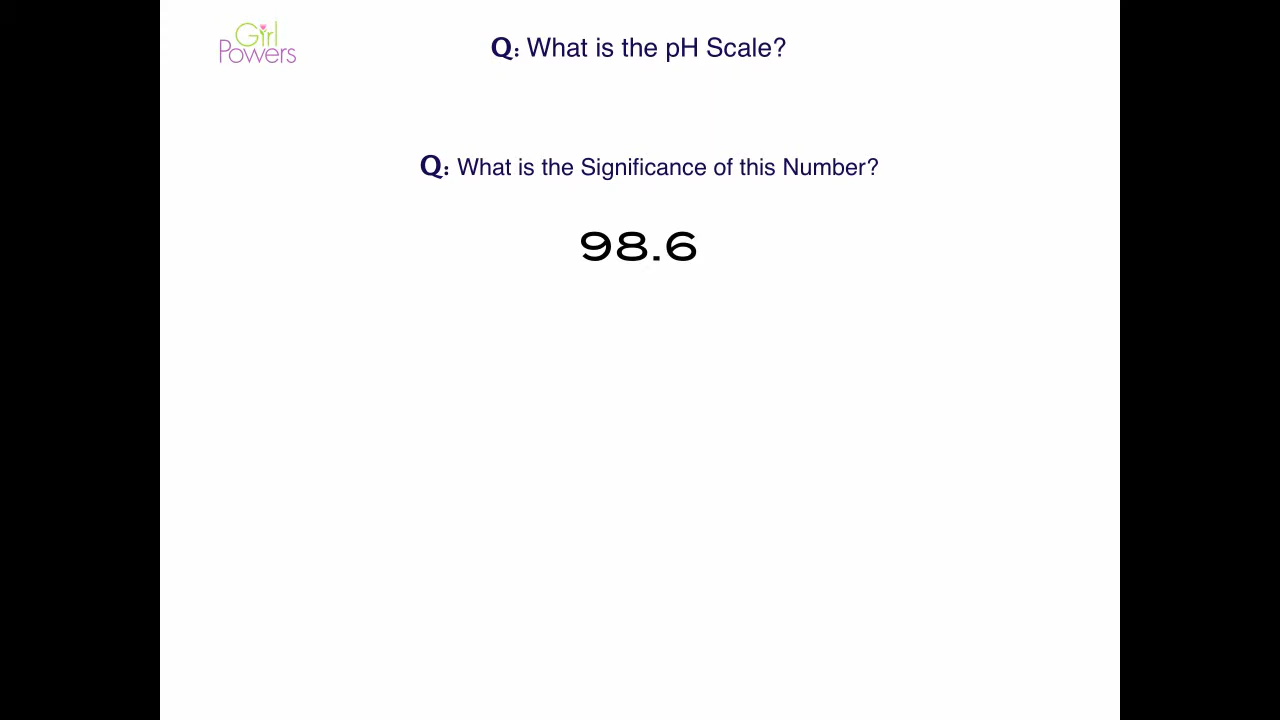 Girl
Powers
Q: What is the pH Scale?
Q: What is the Significance of this Number?
98.6